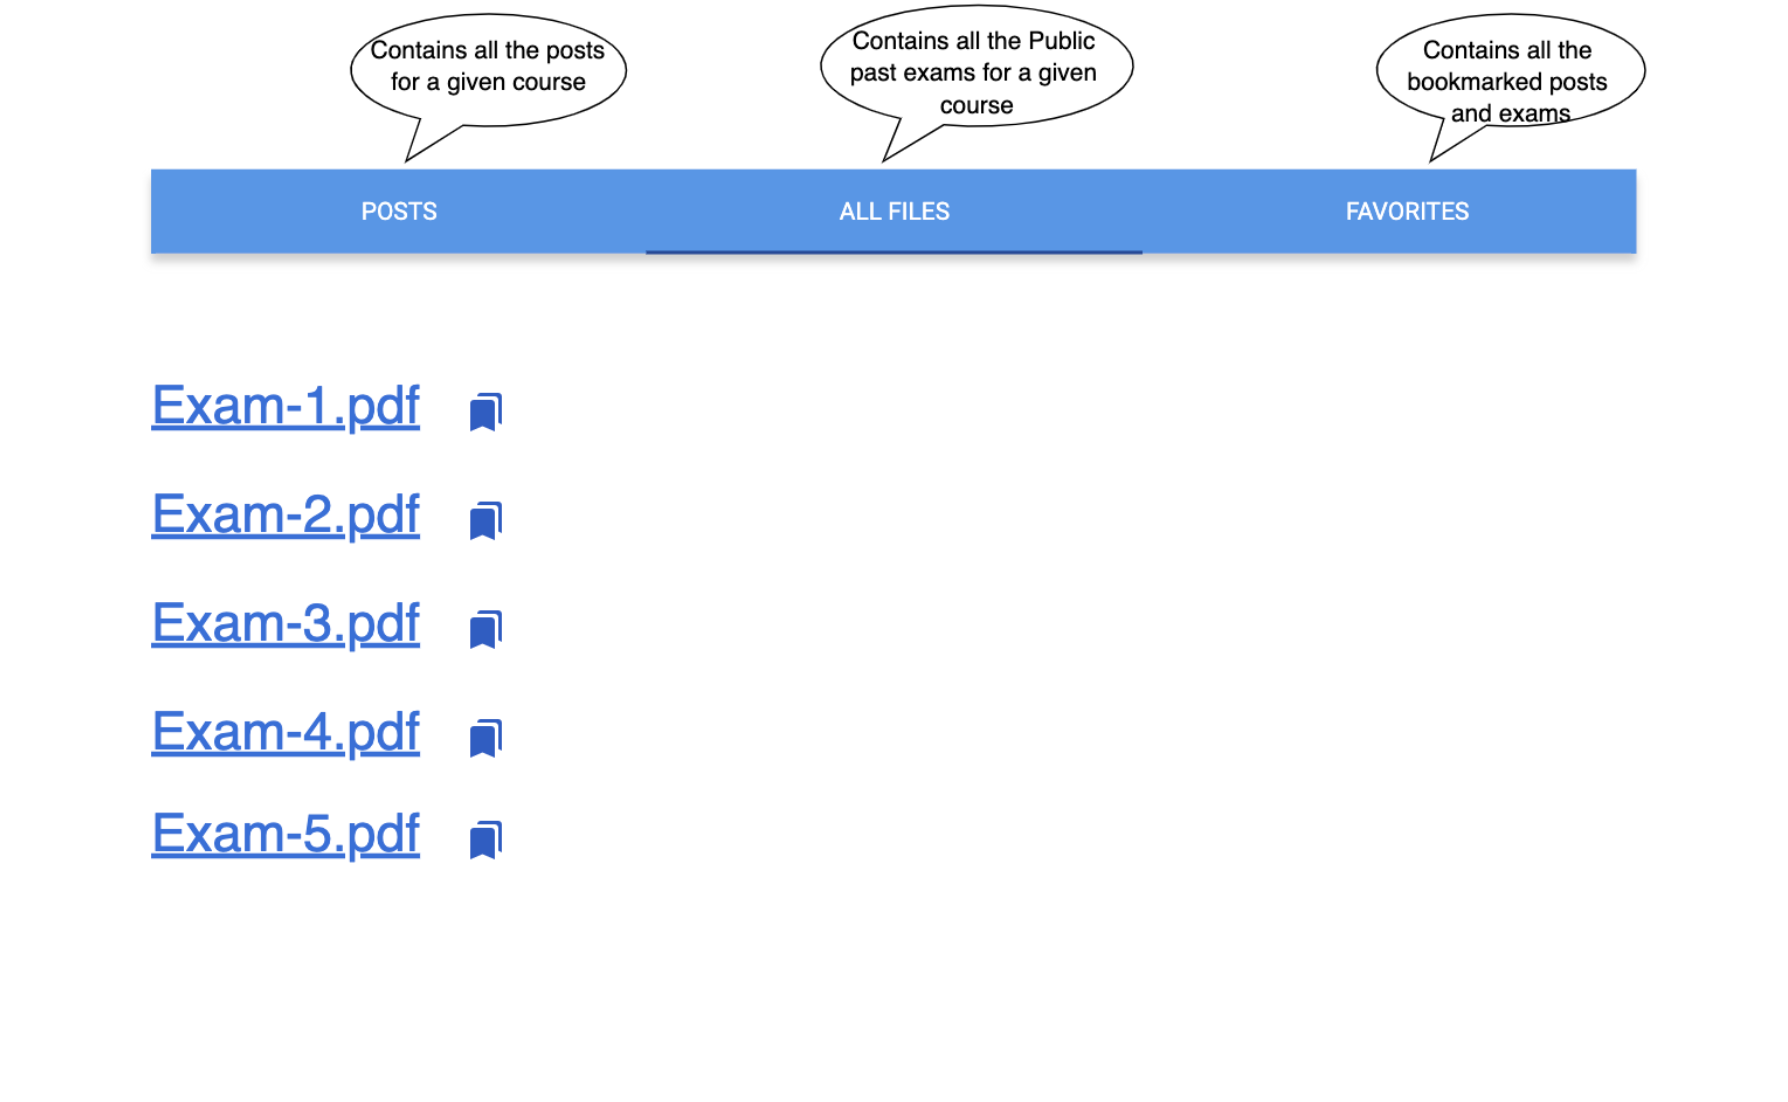 Contains all the posts
for a given course
Contains all the Public
past exams for a given
course
Contains all the
bookmarked posts
and exams
POSTS
ALL FILES
FAVORITES
Exam-1.pdf
Exam-2.pdf
Exam-3.pdf
Exam-4.pdf
Exam-5.pdf